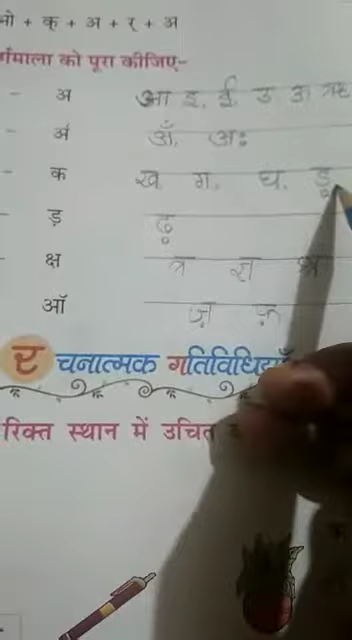 नो + क् + अ + र् + अ
र्णमाला को पूरा कीजिए-
- अ आ इ. ई. उ ऊ ऋ
- अं अँ. अः
- क ख. ग. घ. ङ
- ड़ ढ़
- क्ष त्र ज्ञ श्र
ऑ ज़ फ़
रचनात्मक गतिविधियाँ
रिक्त स्थान में उचित